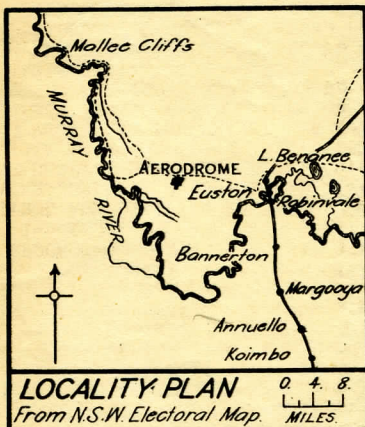 Mallee Cliffs
MURRAY
RIVER
AERODROME
L. Benanee
Euston
Robinvale
Bannerton
Margooya
Annuello
Koimbo
LOCALITY PLAN
From N.S.W. Electoral Map.
0. 4. 8.
MILES.